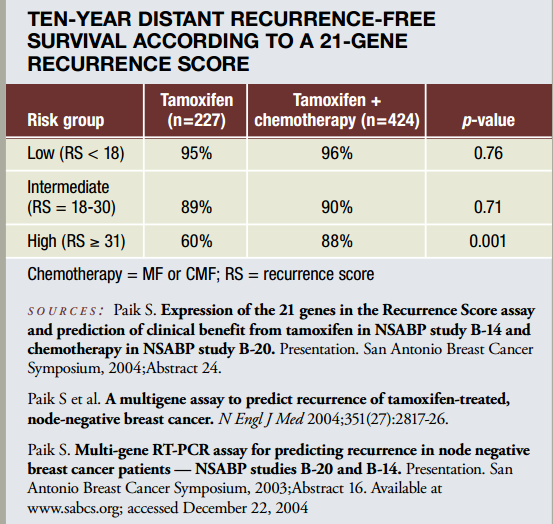 TEN-YEAR DISTANT RECURRENCE-FREE
SURVIVAL ACCORDING TO A 21-GENE
RECURRENCE SCORE
Risk group Tamoxifen (n=227) Tamoxifen + chemotherapy (n=424) p-value
Low (RS < 18) 95% 96% 0.76
Intermediate
(RS = 18-30) 89% 90% 0.71
High (RS ≥ 31) 60% 88% 0.001
Chemotherapy = MF or CMF; RS = recurrence score
SOURCES: Paik S. Expression of the 21 genes in the Recurrence Score assay
and prediction of clinical benefit from tamoxifen in NSABP study B-14 and
chemotherapy in NSABP study B-20. Presentation. San Antonio Breast Cancer
Symposium, 2004;Abstract 24.
Paik S et al. A multigene assay to predict recurrence of tamoxifen-treated,
node-negative breast cancer. N Engl J Med 2004;351(27):2817-26.
Paik S. Multi-gene RT-PCR assay for predicting recurrence in node negative
breast cancer patients — NSABP studies B-20 and B-14. Presentation. San
Antonio Breast Cancer Symposium, 2003;Abstract 16. Available at
www.sabcs.org; accessed December 22, 2004